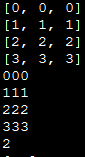 [0, 0, 0]
[1, 1, 1]
[2, 2, 2]
[3, 3, 3]
000
111
222
333
2